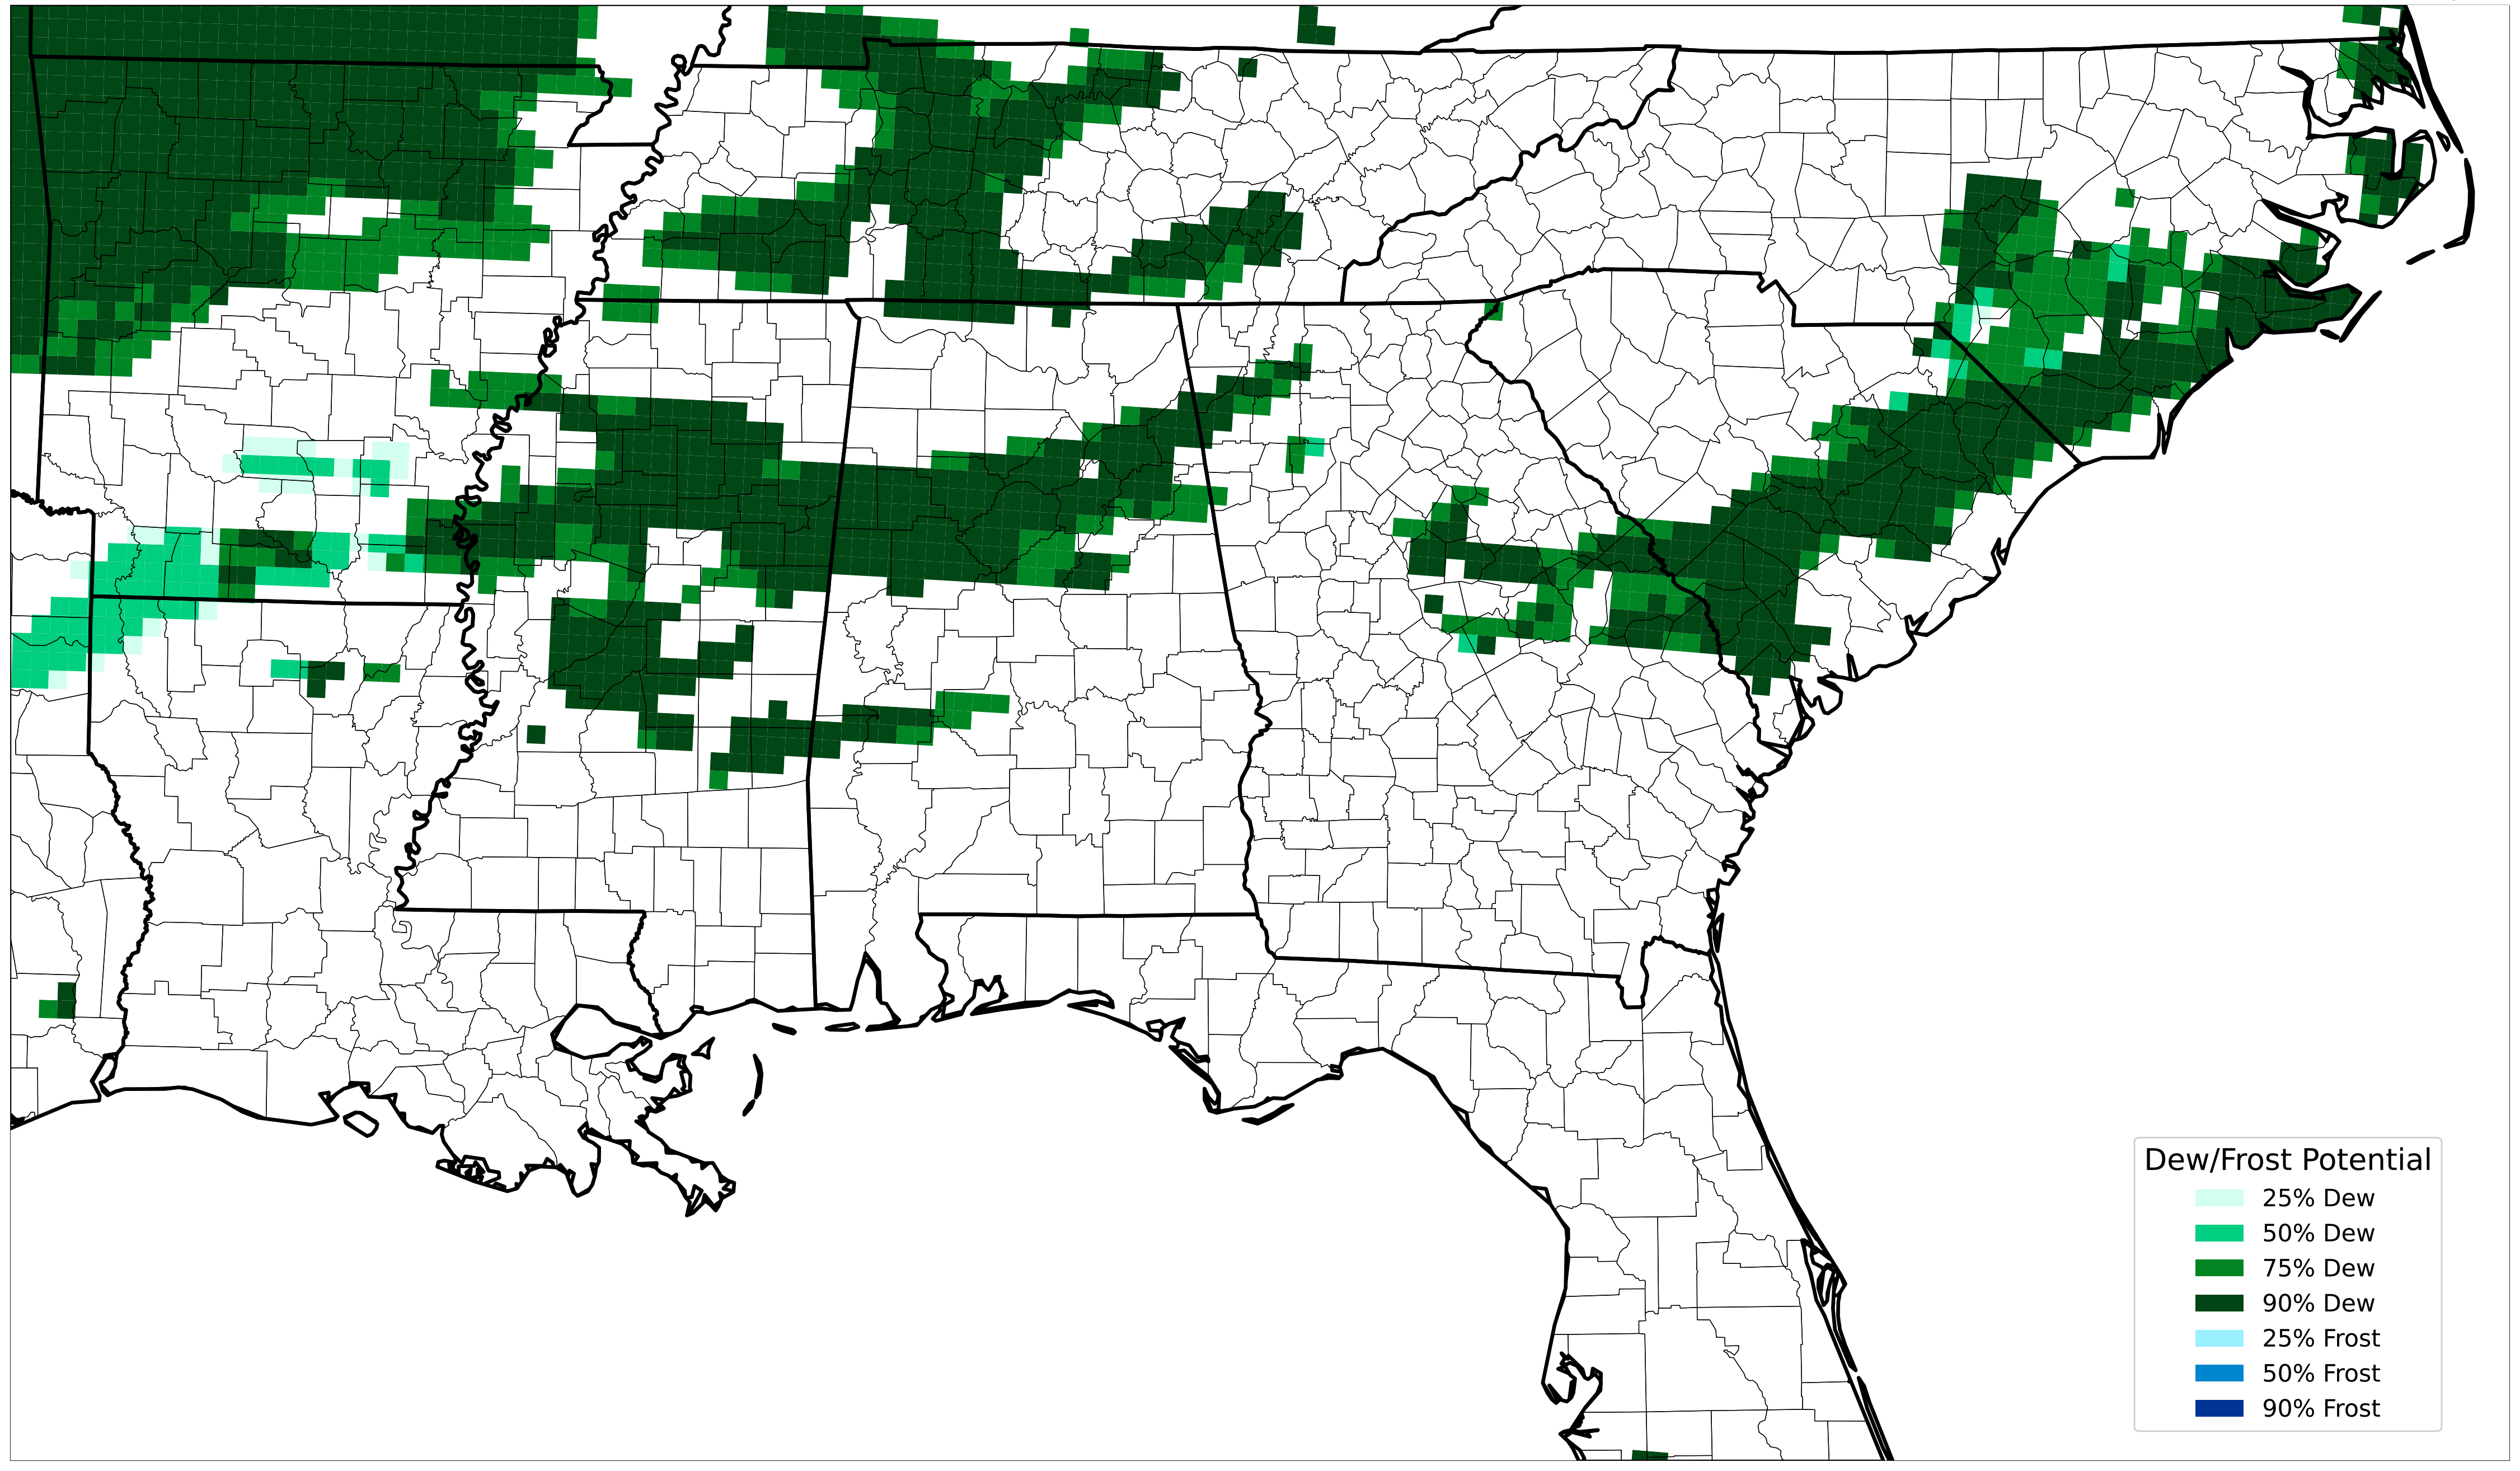 Dew/Frost Potential
25% Dew
50% Dew
75% Dew
90% Dew
25% Frost
50% Frost
90% Frost